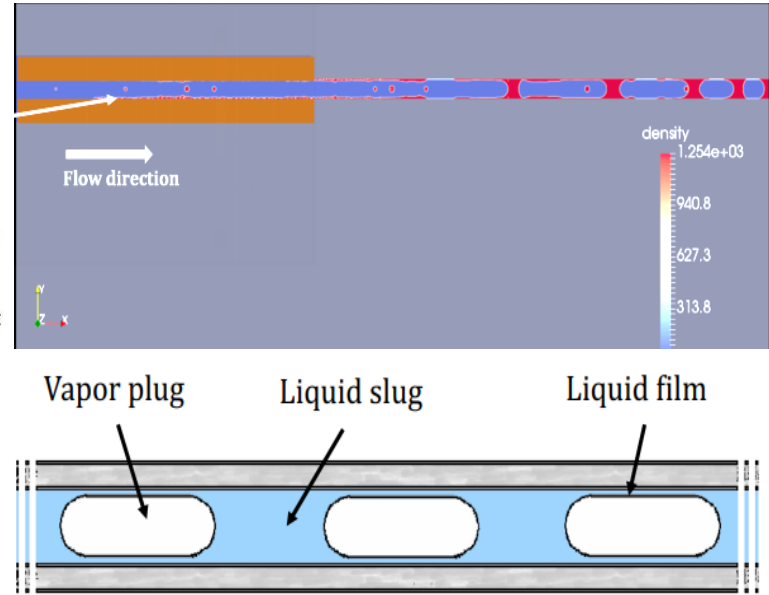 density
1.254e+03
940.8
627.3
313.8
Flow direction
Y
Z X
Vapor plug
Liquid slug
Liquid film